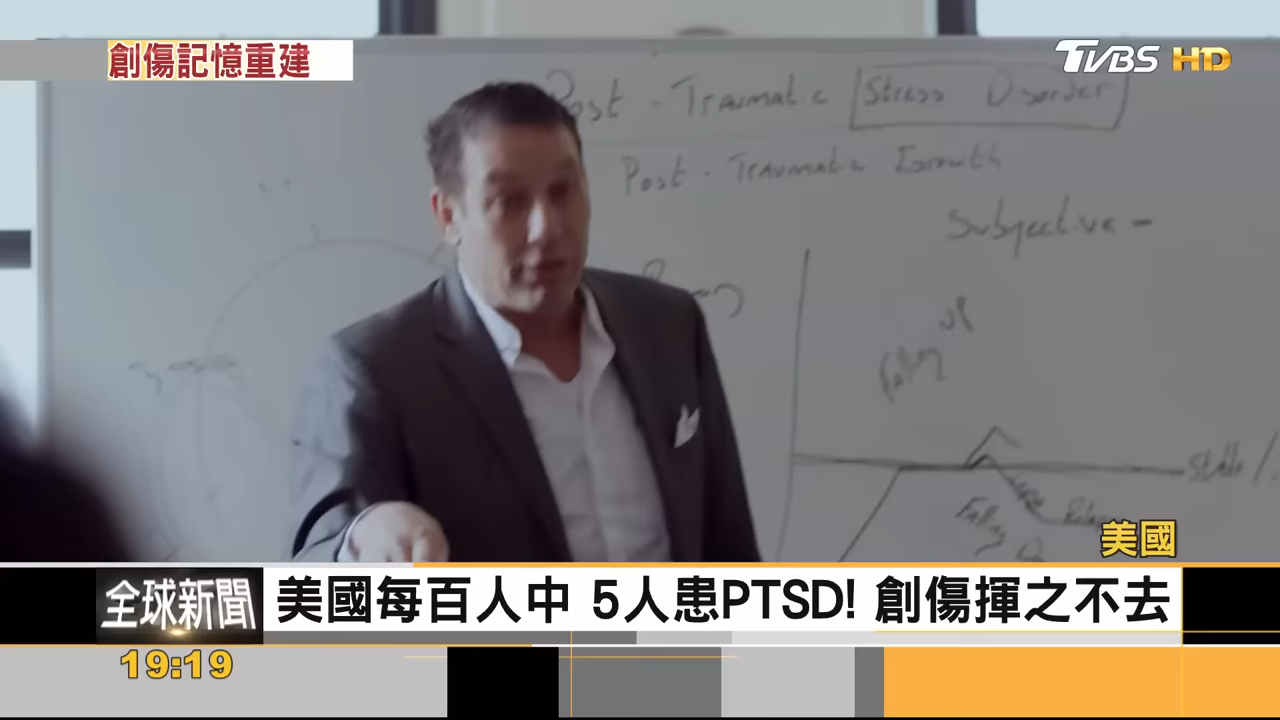 創傷記憶重建
TVBS HD
Post - Traumatic Stress Disorder
Post - Traumatic Growth
Subjective -
up
Falling
美國
全球新聞
美國每百人中 5人患PTSD! 創傷揮之不去
19:19